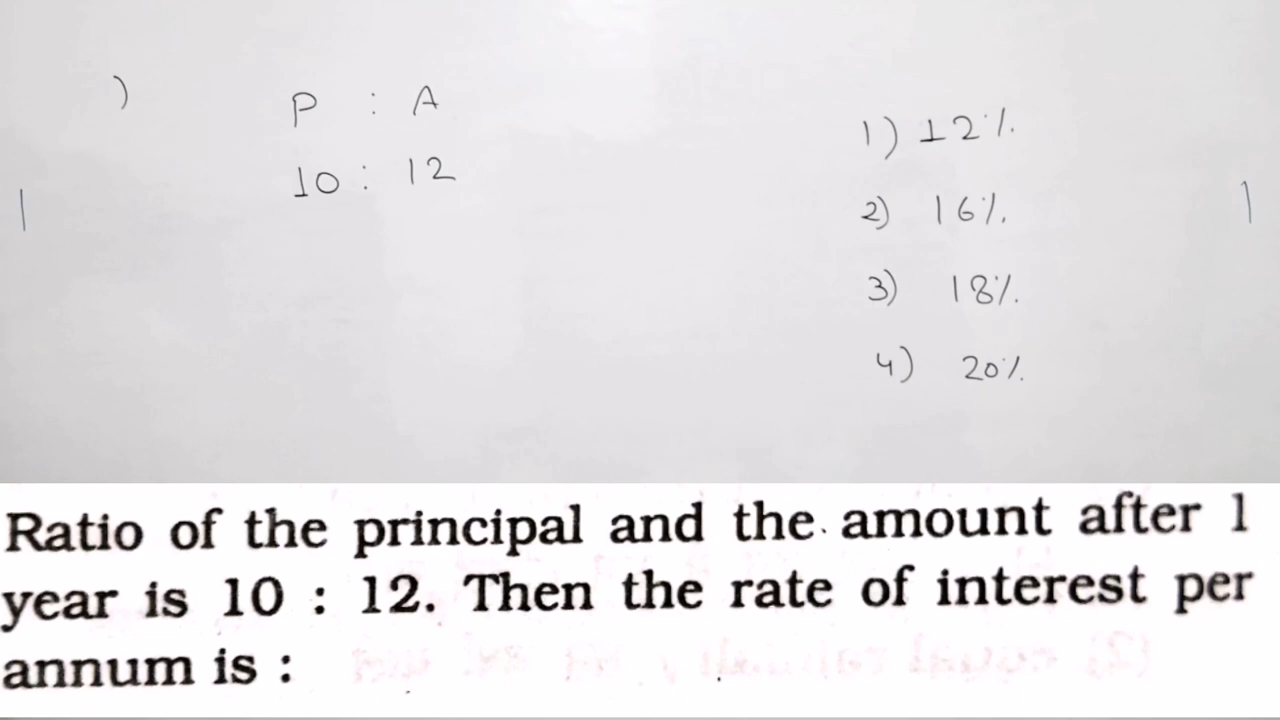 )
P : A
10 : 12
1) 12%.
2) 16%.
3) 18%.
4) 20%.
Ratio of the principal and the amount after 1
year is 10 : 12. Then the rate of interest per
annum is :